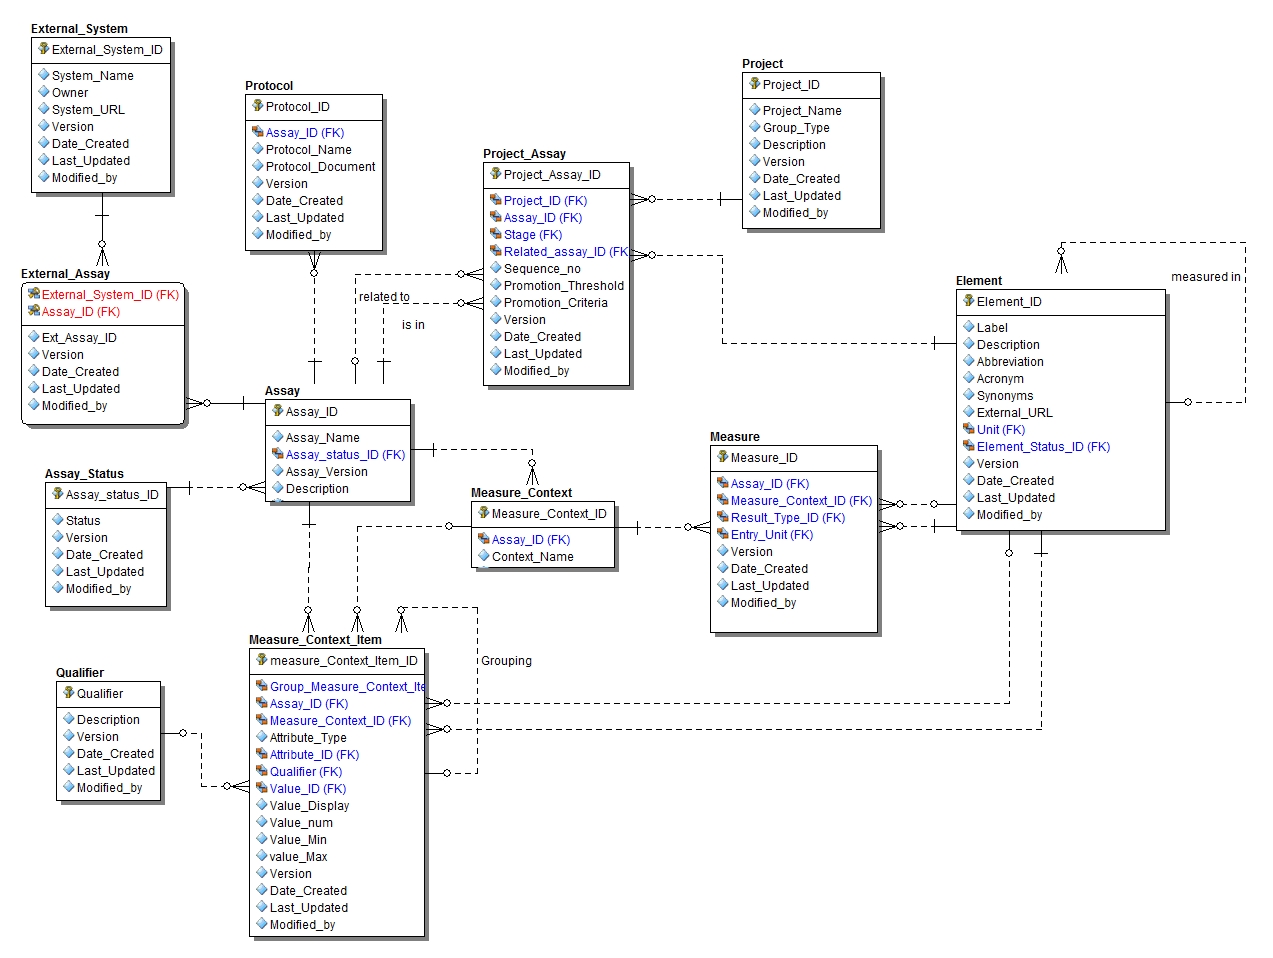 External_System
External_System_ID
System_Name
Owner
System_URL
Version
Date_Created
Last_Updated
Modified_by
Protocol
Protocol_ID
Assay_ID (FK)
Protocol_Name
Protocol_Document
Version
Date_Created
Last_Updated
Modified_by
Project_Assay
Project_Assay_ID
Project_ID (FK)
Assay_ID (FK)
Stage (FK)
Related_assay_ID (FK
Sequence_no
Promotion_Threshold
Promotion_Criteria
Version
Date_Created
Last_Updated
Modified_by
Project
Project_ID
Project_Name
Group_Type
Description
Version
Date_Created
Last_Updated
Modified_by
External_Assay
External_System_ID (FK)
Assay_ID (FK)
Ext_Assay_ID
Version
Date_Created
Last_Updated
Modified_by
related to
is in
Element
Element_ID
Label
Description
Abbreviation
Acronym
Synonyms
External_URL
Unit (FK)
Element_Status_ID (FK)
Version
Date_Created
Last_Updated
Modified_by
measured in
Assay
Assay_ID
Assay_Name
Assay_status_ID (FK)
Assay_Version
Description
Assay_Status
Assay_status_ID
Status
Version
Date_Created
Last_Updated
Modified_by
Measure_Context
Measure_Context_ID
Assay_ID (FK)
Context_Name
Measure
Measure_ID
Assay_ID (FK)
Measure_Context_ID (FK)
Result_Type_ID (FK)
Entry_Unit (FK)
Version
Date_Created
Last_Updated
Modified_by
Measure_Context_Item
measure_Context_Item_ID
Group_Measure_Context_Ite
Assay_ID (FK)
Measure_Context_ID (FK)
Attribute_Type
Attribute_ID (FK)
Qualifier (FK)
Value_ID (FK)
Value_Display
Value_num
Value_Min
value_Max
Version
Date_Created
Last_Updated
Modified_by
Grouping
Qualifier
Qualifier
Description
Version
Date_Created
Last_Updated
Modified_by